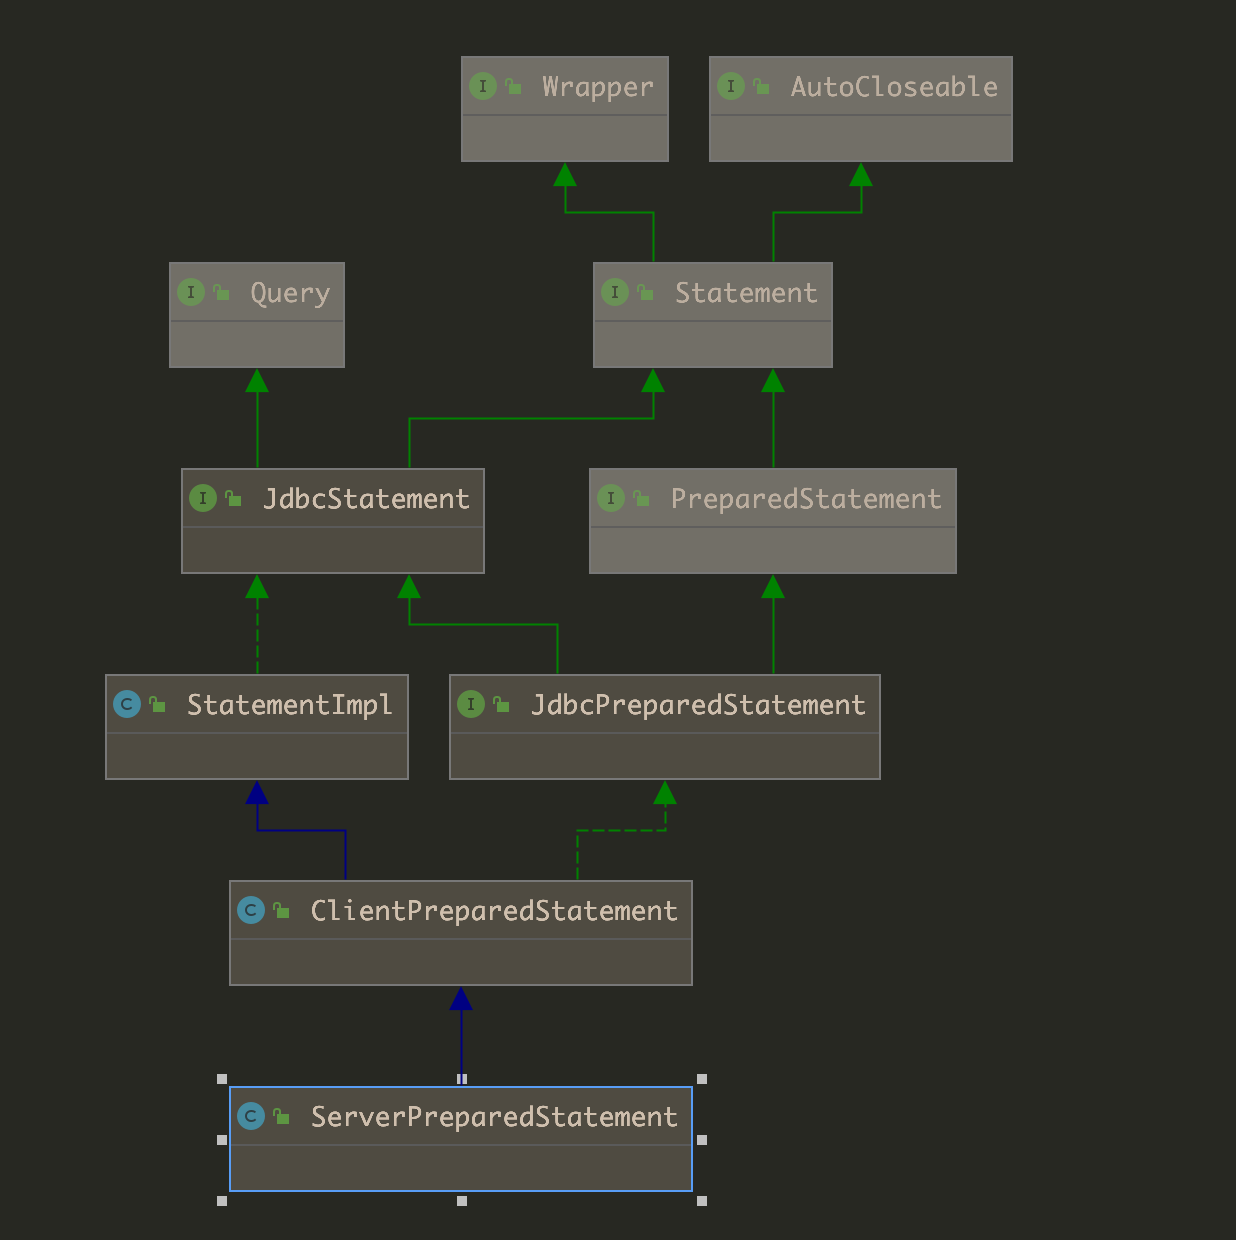 I Wrapper
I AutoCloseable
I Query
I Statement
I JdbcStatement
I PreparedStatement
C StatementImpl
I JdbcPreparedStatement
C ClientPreparedStatement
C ServerPreparedStatement